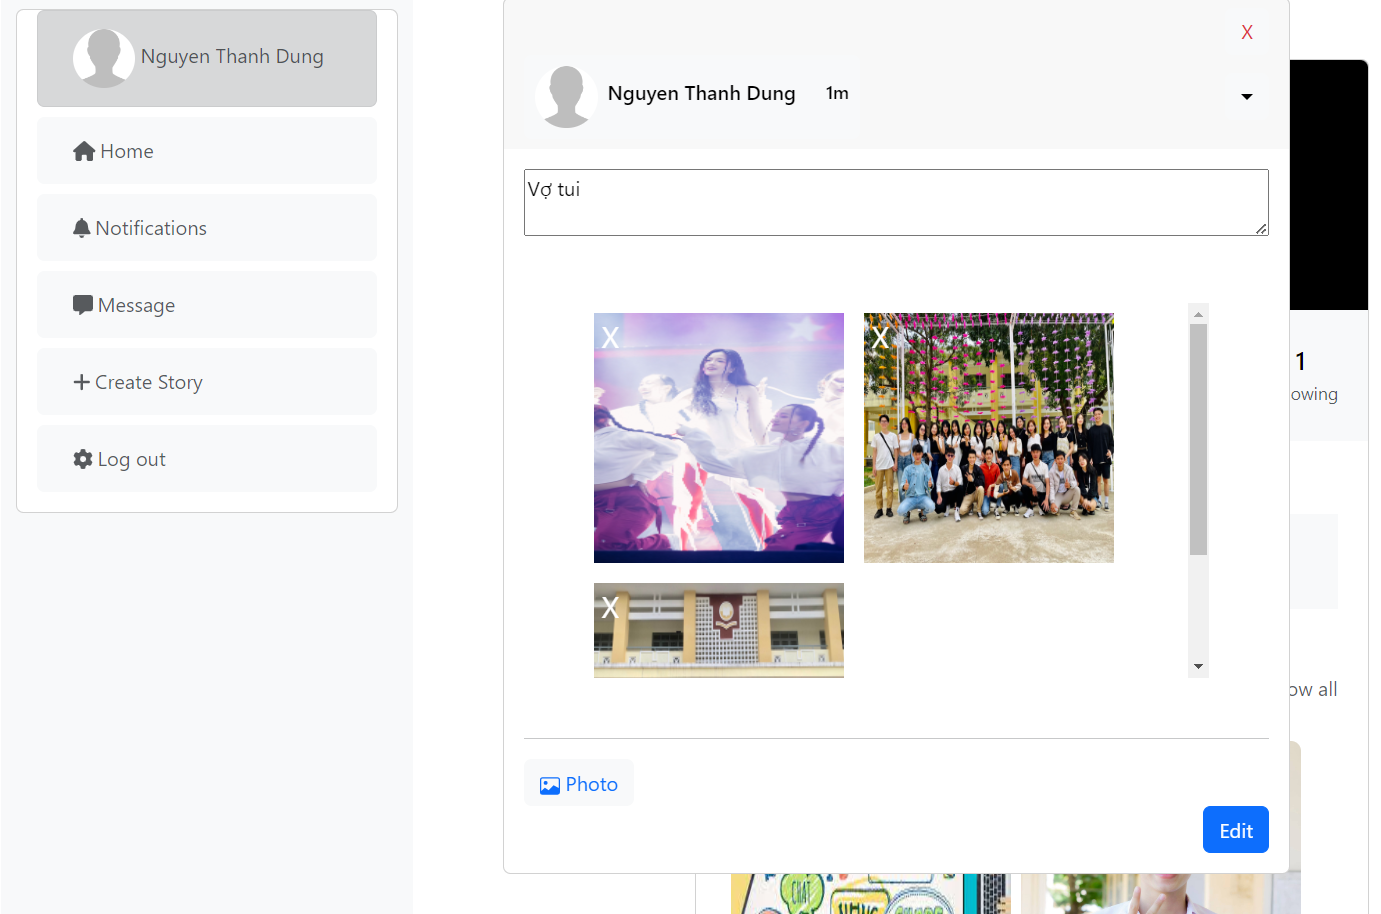 Nguyen Thanh Dung
Home
Notifications
Message
Create Story
Log out
X
Nguyen Thanh Dung 1m
Vợ tui
X X
X
Photo
Edit
1
owing
ow all
CHAT